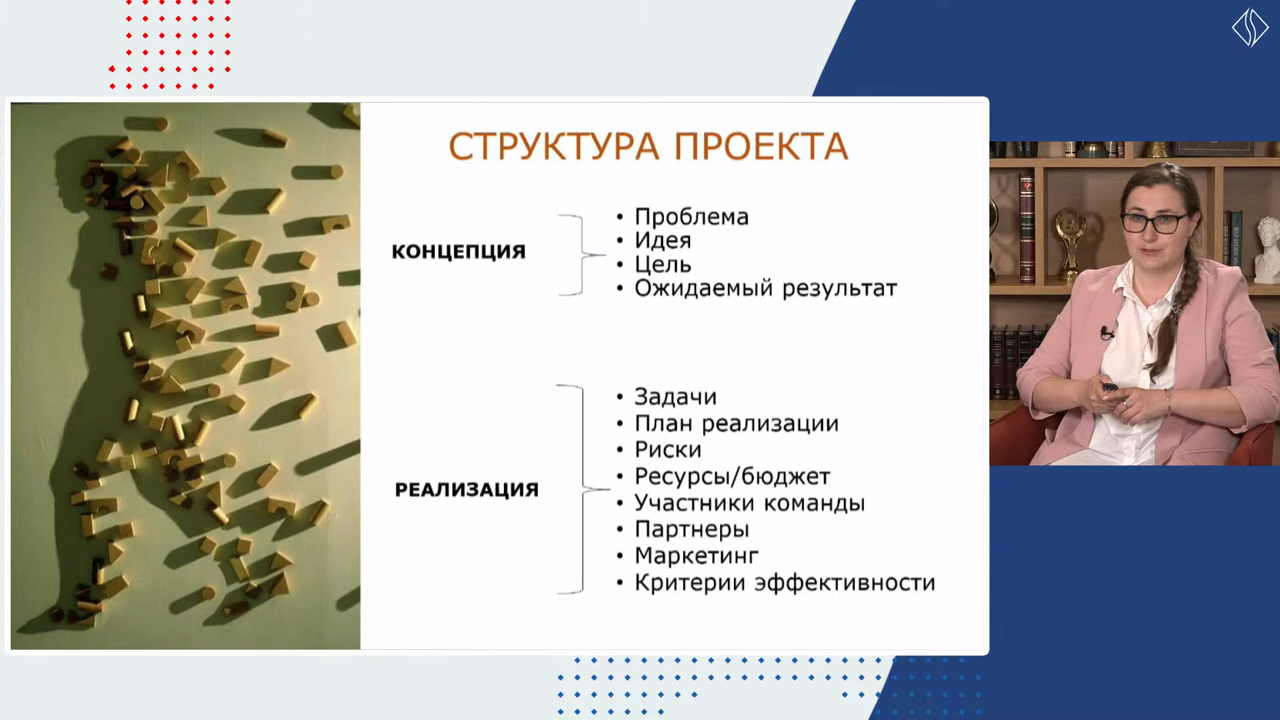 СТРУКТУРА ПРОЕКТА
КОНЦЕПЦИЯ
• Проблема
• Идея
• Цель
• Ожидаемый результат
РЕАЛИЗАЦИЯ
• Задачи
• План реализации
• Риски
• Ресурсы/бюджет
• Участники команды
• Партнеры
• Маркетинг
• Критерии эффективности